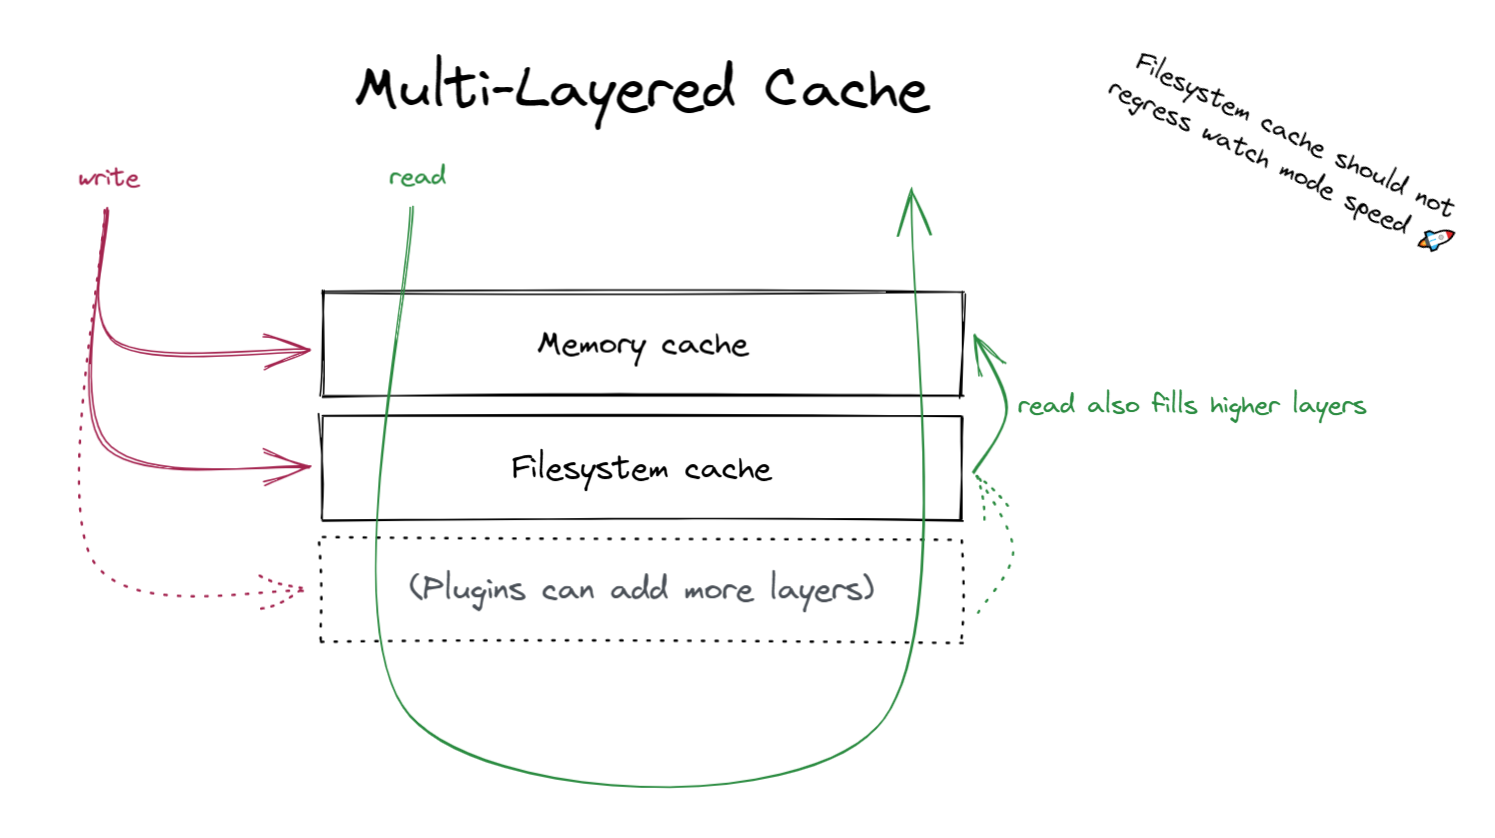 Multi-Layered Cache
Filesystem cache should not
regress watch mode speed 🚀
write
read
Memory cache
read also fills higher layers
Filesystem cache
(Plugins can add more layers)